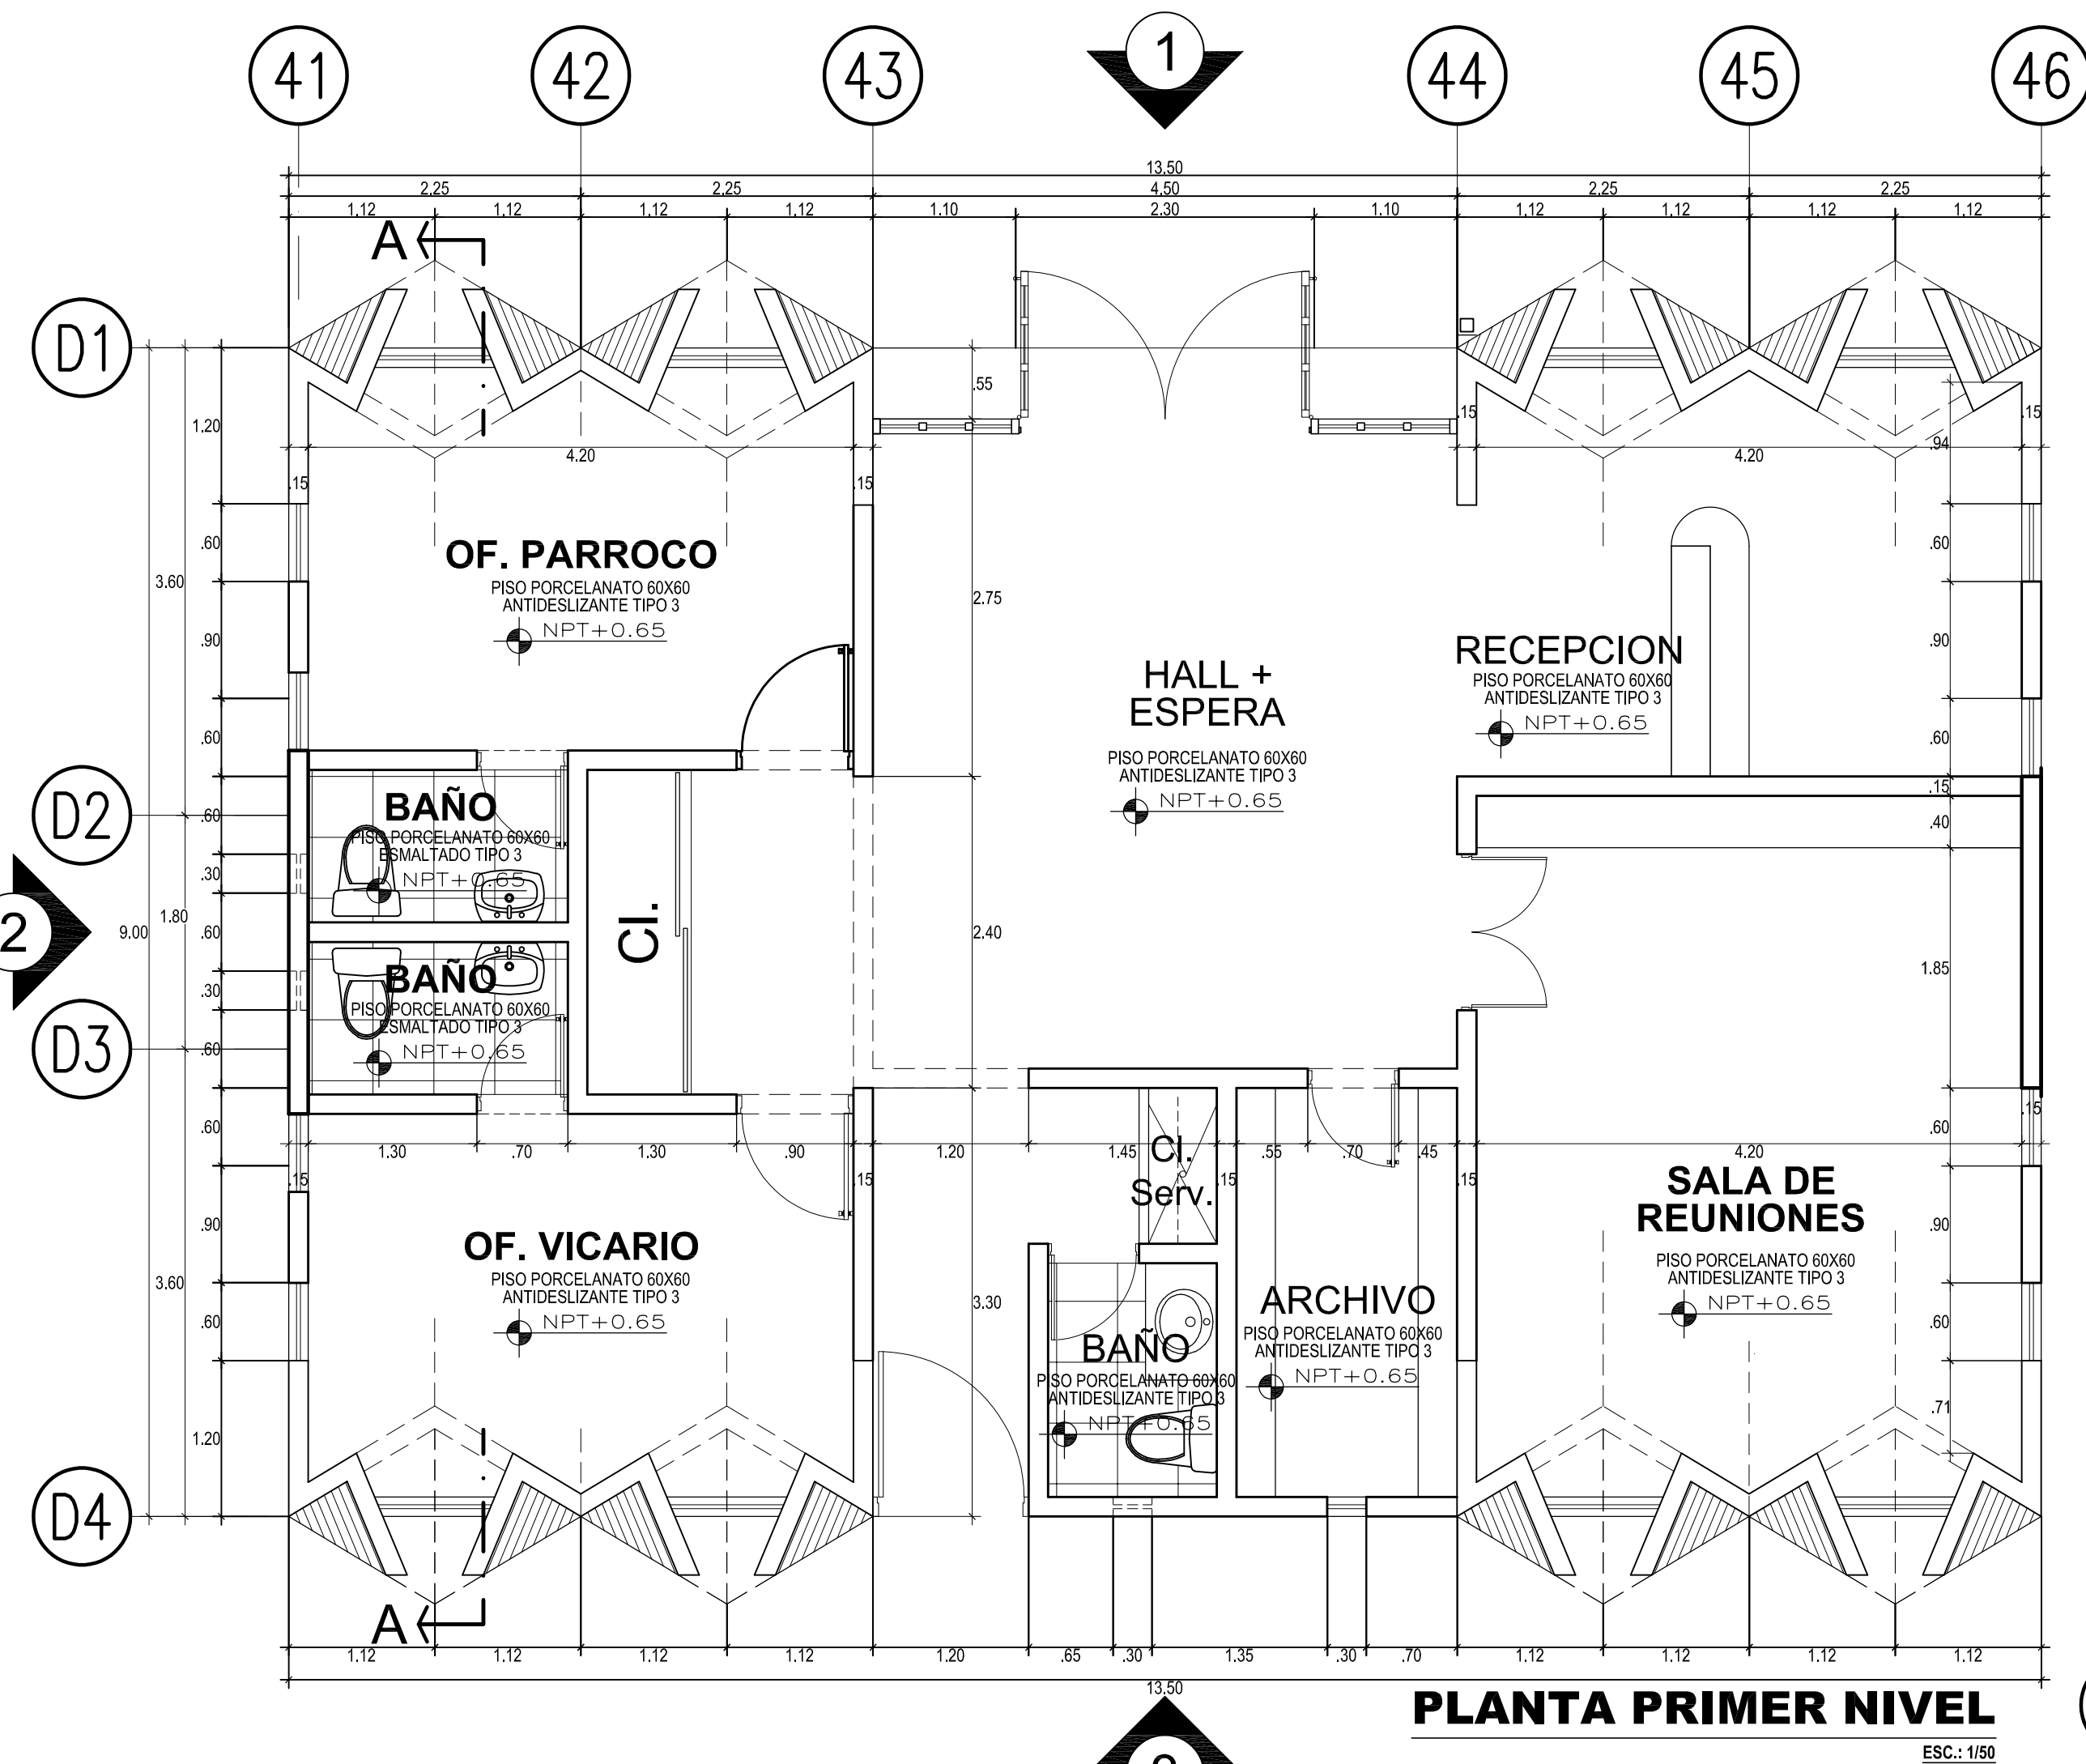 41 42 43 1 44 45 46
13.50
2.25 2.25 4.50 2.25 2.25
1.12 1.12 1.12 1.12 1.10 2.30 1.10 1.12 1.12 1.12 1.12
A
D1
.55
1.20
.15 .15
.94
4.20 4.20
.15 .15
.60 .60
OF. PARROCO
PISO PORCELANATO 60X60
ANTIDESLIZANTE TIPO 3
NPT+0.65
3.60
2.75
.90 .90
HALL +
ESPERA
PISO PORCELANATO 60X60
ANTIDESLIZANTE TIPO 3
NPT+0.65
RECEPCION
PISO PORCELANATO 60X60
ANTIDESLIZANTE TIPO 3
NPT+0.65
.60 .60
D2
.60
BAÑO
PISO PORCELANATO 60X60
ESMALTADO TIPO 3
NPT+0.65
.15
.40
.30
2
9.00
1.80
.60
Cl.
2.40
1.85
BAÑO
PISO PORCELANATO 60X60
ESMALTADO TIPO 3
NPT+0.65
.30
D3
.60
.60 .60
.15
1.30 .70 1.30 .90 1.20 1.45 .55 .70 .45 4.20
.15 .15 .15 .15
Cl.
Serv.
SALA DE
REUNIONES
PISO PORCELANATO 60X60
ANTIDESLIZANTE TIPO 3
NPT+0.65
.90 .90
OF. VICARIO
PISO PORCELANATO 60X60
ANTIDESLIZANTE TIPO 3
NPT+0.65
3.60
3.30
ARCHIVO
PISO PORCELANATO 60X60
ANTIDESLIZANTE TIPO 3
NPT+0.65
.60 .60
BAÑO
PISO PORCELANATO 60X60
ANTIDESLIZANTE TIPO 3
NPT+0.65
.71
1.20
D4
A
1.12 1.12 1.12 1.12 1.20 .65 .30 1.35 .30 .70 1.12 1.12 1.12 1.12
13.50
PLANTA PRIMER NIVEL
ESC.: 1/50